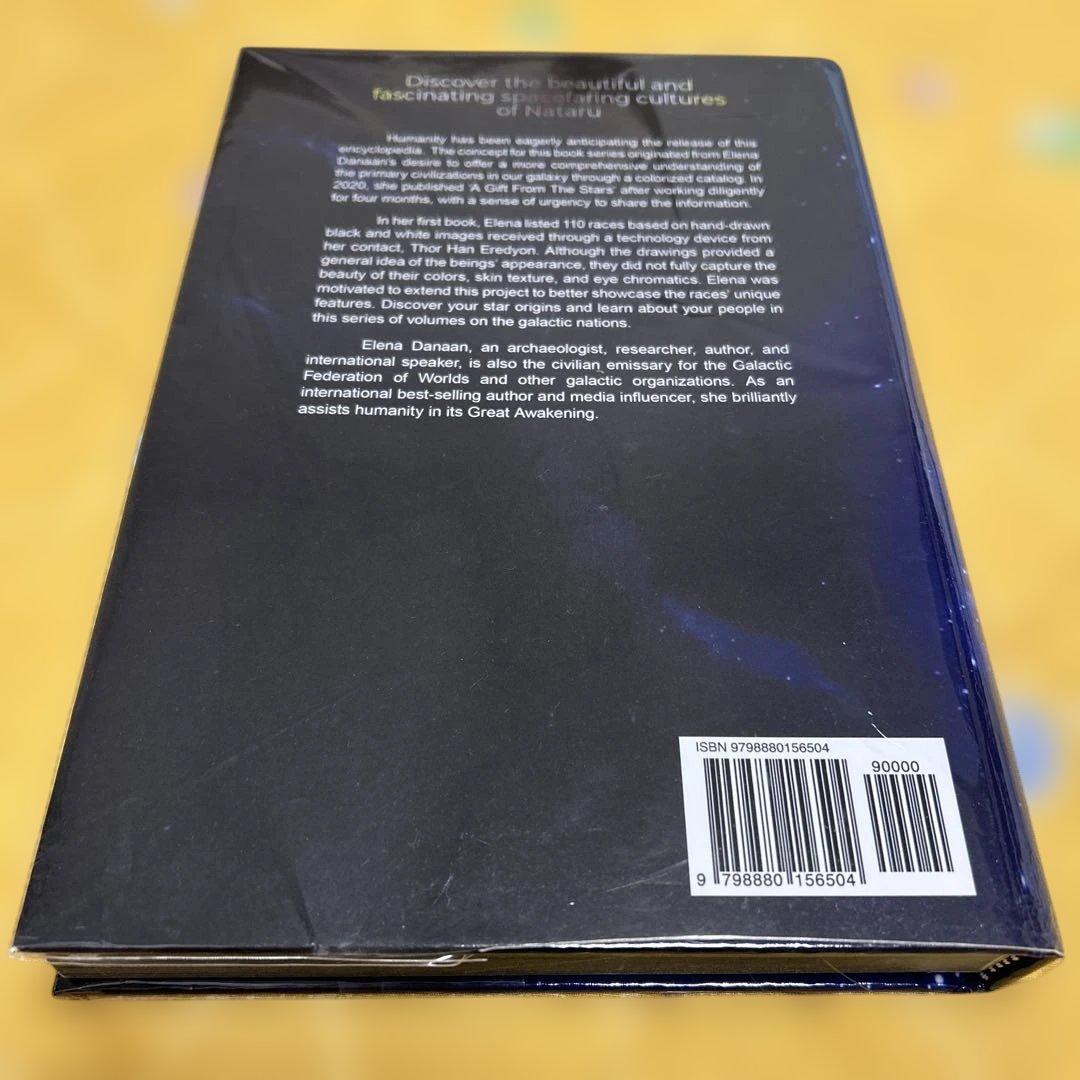 Discover the beautiful and
fascinating spacefaring cultures
of Nataru
Humanity has been eagerly anticipating the release of this
encyclopedia. The concept for this book series originated from Elena
Danaan's desire to offer a more comprehensive understanding of
the primary civilizations in our galaxy through a colorized catalog. In
2020, she published 'A Gift From The Stars' after working diligently
for four months, with a sense of urgency to share the information.
In her first book, Elena listed 110 races based on hand-drawn
black and white images received through a technology device from
her contact, Thor Han Eredyon. Although the drawings provided a
general idea of the beings' appearance, they did not fully capture the
beauty of their colors, skin texture, and eye chromatics. Elena was
motivated to extend this project to better showcase the races' unique
features. Discover your star origins and learn about your people in
this series of volumes on the galactic nations.
Elena Danaan, an archaeologist, researcher, author, and
international speaker, is also the civilian emissary for the Galactic
Federation of Worlds and other galactic organizations. As an
international best-selling author and media influencer, she brilliantly
assists humanity in its Great Awakening.
ISBN 9798880156504
90000
9 798880 156504